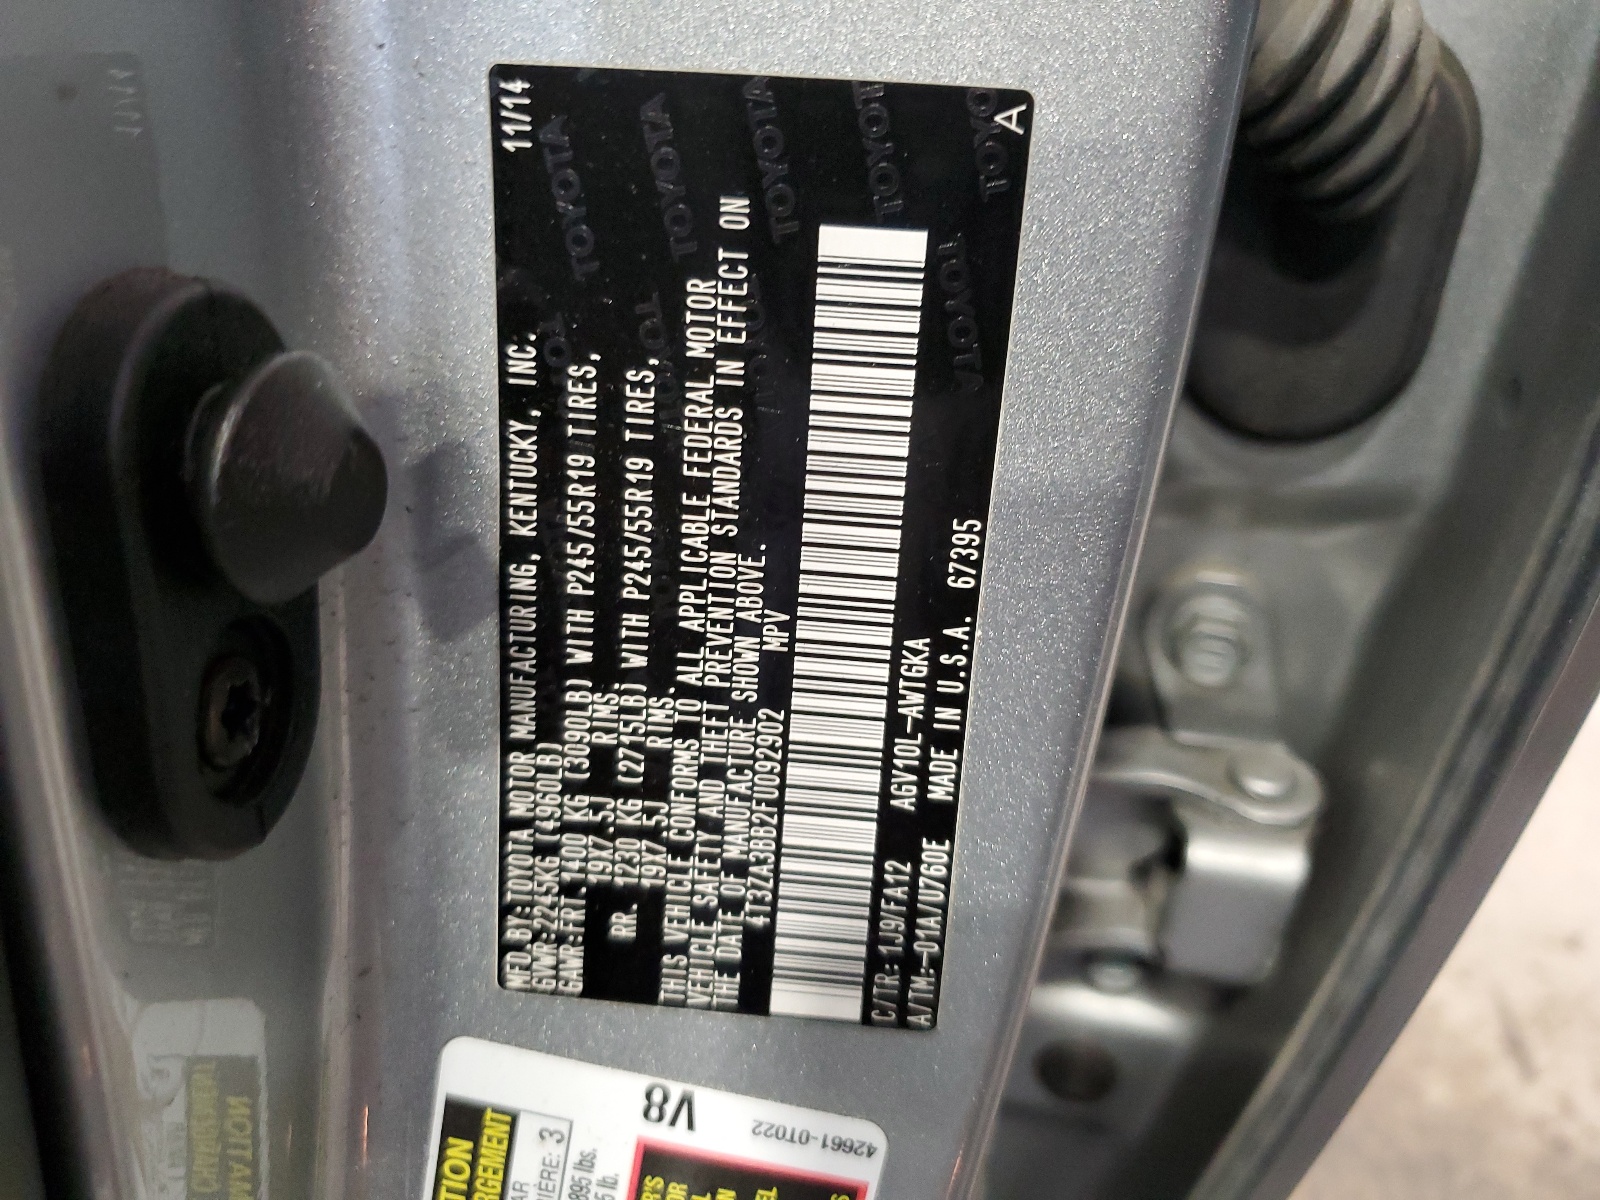 MFD.BY:TOYOTA MOTOR MANUFACTURING, KENTUCKY, INC. 11/14
GVWR:2245KG (4960LB)
GAWR:FRT. 1400 KG (3090LB) WITH P245/55R19 TIRES,
19X7.5J RIMS.
RR. 1230 KG (2715LB) WITH P245/55R19 TIRES,
19X7.5J RIMS.
THIS VEHICLE CONFORMS TO ALL APPLICABLE FEDERAL MOTOR
VEHICLE SAFETY AND THEFT PREVENTION STANDARDS IN EFFECT ON
THE DATE OF MANUFACTURE SHOWN ABOVE.
4T3ZA3BB2FU092902 MPV
C/TR: 1J9/FA12 AGV10L-AWTGKA A
A/TM:-01A/U760E MADE IN U.S.A. 67395
TOYOTA
V8
42661-0T022